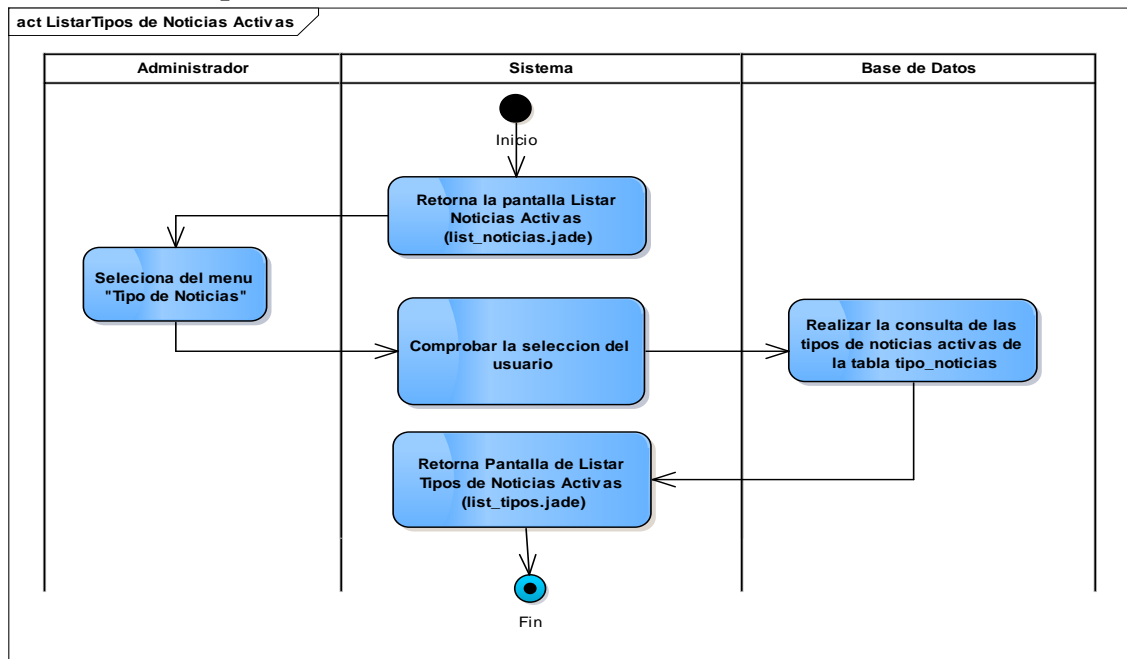 act ListarTipos de Noticias Activas
Administrador
Sistema
Base de Datos
Inicio
Retorna la pantalla Listar
Noticias Activas
(list_noticias.jade)
Seleciona del menu
"Tipo de Noticias"
Comprobar la seleccion del
usuario
Realizar la consulta de las
tipos de noticias activas de
la tabla tipo_noticias
Retorna Pantalla de Listar
Tipos de Noticias Activas
(list_tipos.jade)
Fin